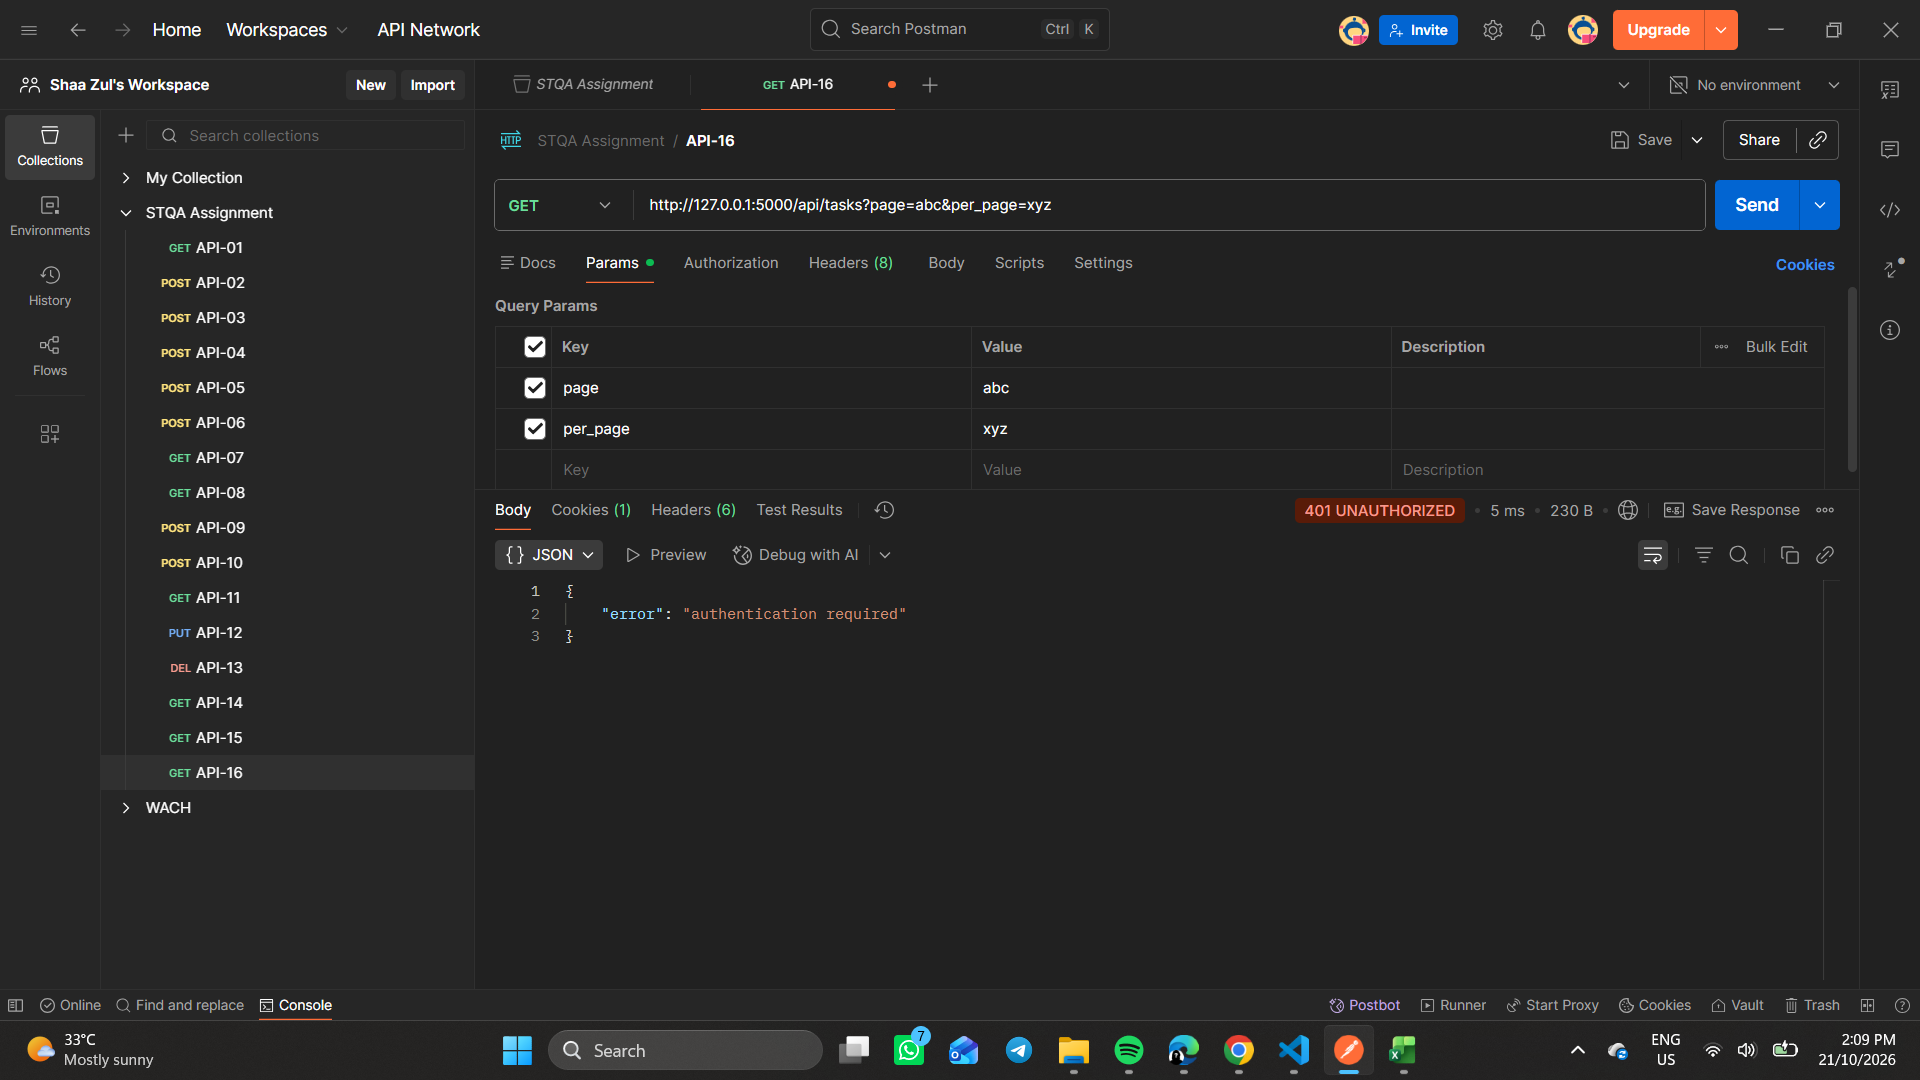 Home Workspaces API Network
Search Postman Ctrl K
Invite
Upgrade
Shaa Zul's Workspace
New Import
STQA Assignment
GET API-16
No environment
Collections
Environments
History
Flows
Search collections
My Collection
STQA Assignment
GET API-01
POST API-02
POST API-03
POST API-04
POST API-05
POST API-06
GET API-07
GET API-08
POST API-09
POST API-10
GET API-11
PUT API-12
DEL API-13
GET API-14
GET API-15
GET API-16
WACH
HTTP STQA Assignment / API-16
Save
Share
GET http://127.0.0.1:5000/api/tasks?page=abc&per_page=xyz
Send
Docs Params Authorization Headers (8) Body Scripts Settings
Cookies
Query Params
Key Value Description Bulk Edit
page abc
per_page xyz
Key Value Description
Body Cookies (1) Headers (6) Test Results
401 UNAUTHORIZED • 5 ms • 230 B • e.g. Save Response
{} JSON Preview Debug with AI
1 {
2 "error": "authentication required"
3 }
Online Find and replace Console
Postbot Runner Start Proxy Cookies Vault Trash
33°C
Mostly sunny
Search
7
ENG
US
2:09 PM
21/10/2026